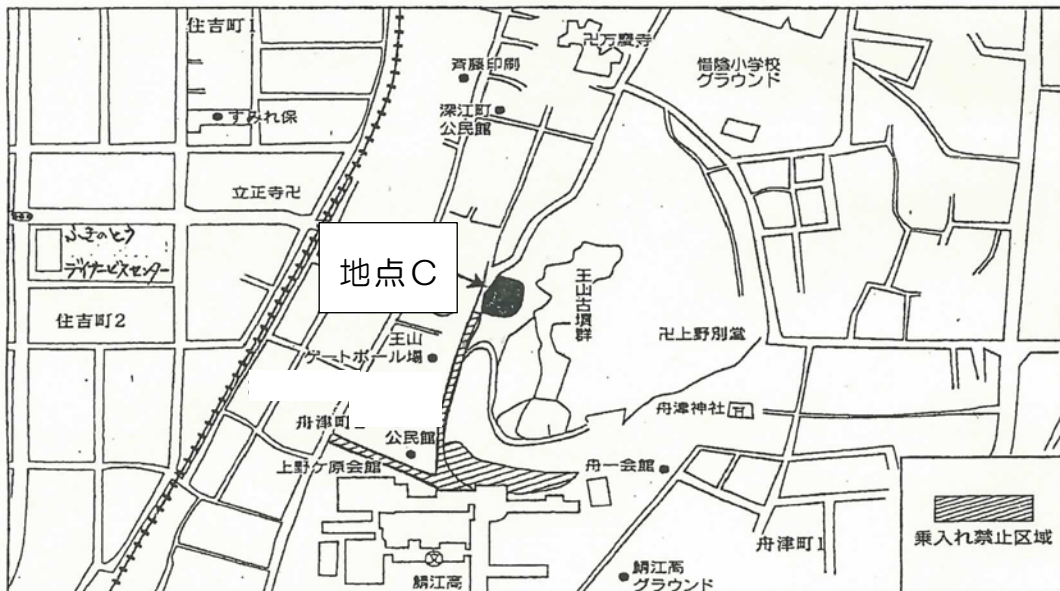 住吉町1
卍万慶寺
斉藤印刷
惜陰小学校
グラウンド
深江町
公民館
すみれ保
立正寺卍
ふきのとう
デイサービスセンター
地点C
王山古墳群
住吉町2
王山
ゲートボール場
卍上野別堂
舟津神社
舟津町
公民館
上野ケ原会館
舟一会館
乗入れ禁止区域
舟津町1
鯖江高
鯖江高
グラウンド